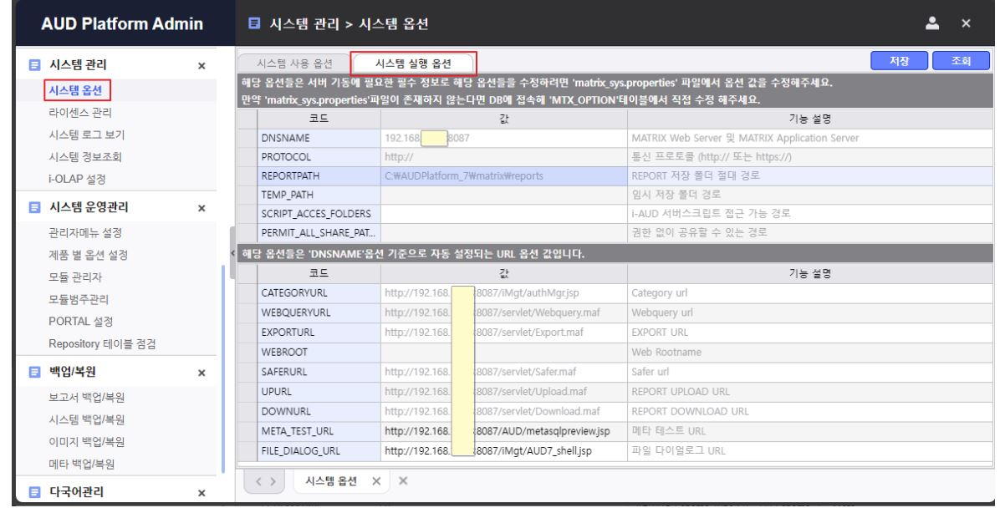 AUD Platform Admin
시스템 관리 > 시스템 옵션
시스템 관리
시스템 옵션
라이센스 관리
시스템 로그 보기
시스템 정보조회
i-OLAP 설정
시스템 운영관리
관리자메뉴 설정
제품 별 옵션 설정
모듈 관리자
모듈범주관리
PORTAL 설정
Repository 테이블 점검
백업/복원
보고서 백업/복원
시스템 백업/복원
이미지 백업/복원
메타 백업/복원
다국어관리
시스템 사용 옵션 시스템 실행 옵션 저장 조회
해당 옵션들은 서버 기동에 필요한 필수 정보로 해당 옵션들을 수정하려면 'matrix_sys.properties' 파일에서 옵션 값을 수정해주세요.
만약 'matrix_sys.properties'파일이 존재하지 않는다면 DB에 접속해 'MTX_OPTION'테이블에서 직접 수정 해주세요.
코드 값 기능 설명
DNSNAME 192.168 8087 MATRIX Web Server 및 MATRIX Application Server
PROTOCOL http:// 통신 프로토콜 (http:// 또는 https://)
REPORTPATH C:₩AUDPlatform_7₩matrix₩reports REPORT 저장 폴더 절대 경로
TEMP_PATH 임시 저장 폴더 경로
SCRIPT_ACCES_FOLDERS i-AUD 서버스크립트 접근 가능 경로
PERMIT_ALL_SHARE_PAT... 권한 없이 공유할 수 있는 경로
해당 옵션들은 'DNSNAME'옵션 기준으로 자동 설정되는 URL 옵션 값입니다.
코드 값 기능 설명
CATEGORYURL http://192.168. :8087/iMgt/authMgr.jsp Category url
WEBQUERYURL http://192.168. :8087/servlet/Webquery.maf Webquery url
EXPORTURL http://192.168. :8087/servlet/Export.maf EXPORT URL
WEBROOT Web Rootname
SAFERURL http://192.168. :8087/servlet/Safer.maf Safer url
UPURL http://192.168. :8087/servlet/Upload.maf REPORT UPLOAD URL
DOWNURL http://192.168. :8087/servlet/Download.maf REPORT DOWNLOAD URL
META_TEST_URL http://192.168. :8087/AUD/metasqlpreview.jsp 메타 테스트 URL
FILE_DIALOG_URL http://192.168. :8087/iMgt/AUD7_shell.jsp 파일 다이얼로그 URL
시스템 옵션